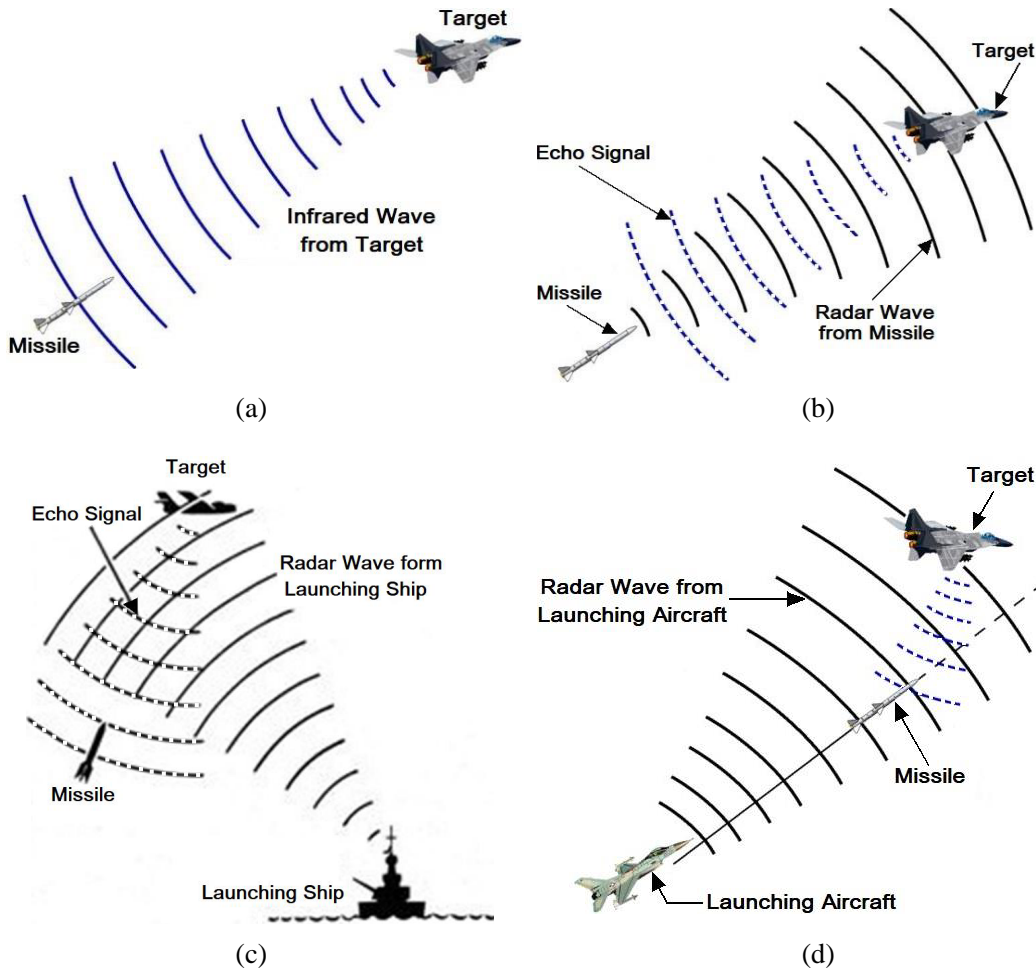 Target
Infrared Wave
from Target
Missile
(a)
Target
Echo Signal
Missile
Radar Wave
from Missile
(b)
Target
Echo Signal
Radar Wave form
Launching Ship
Missile
Launching Ship
(c)
Target
Radar Wave from
Launching Aircraft
Missile
Launching Aircraft
(d)